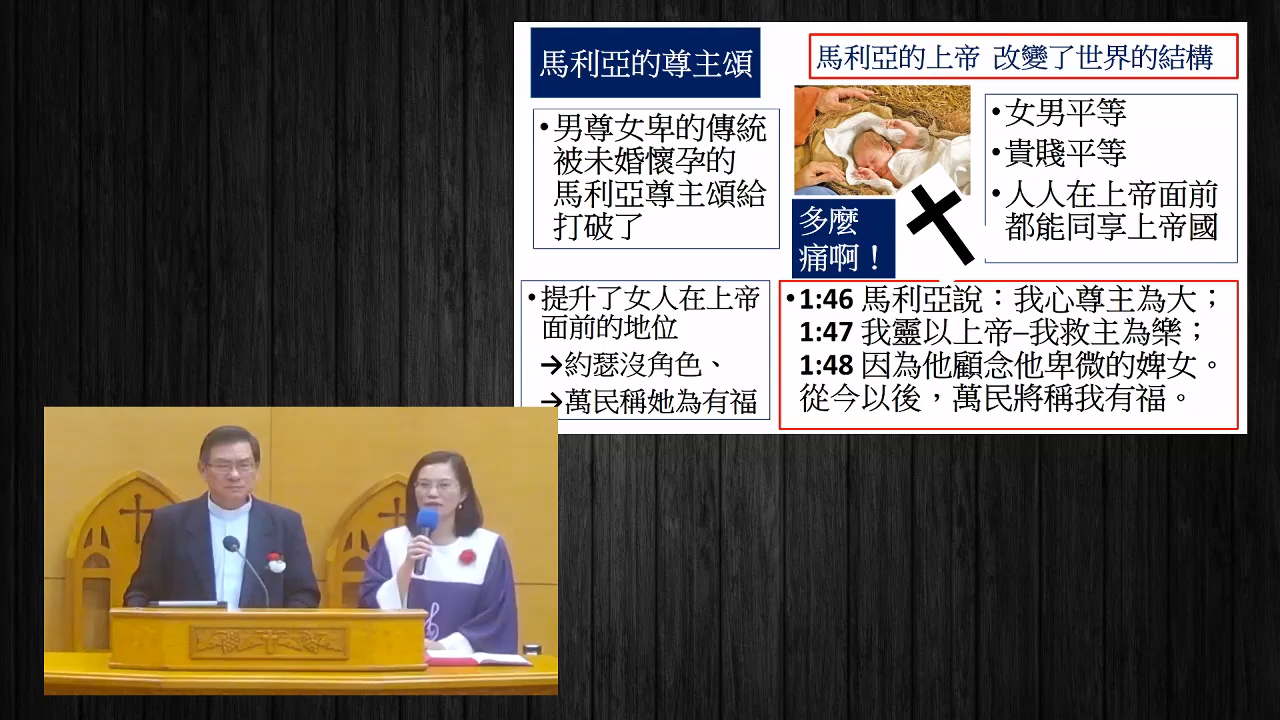 馬利亞的尊主頌
馬利亞的上帝 改變了世界的結構
•男尊女卑的傳統
被未婚懷孕的
馬利亞尊主頌給
打破了
多麼
痛啊！
•女男平等
•貴賤平等
•人人在上帝面前
都能同享上帝國
•提升了女人在上帝
面前的地位
→約瑟沒角色、
→萬民稱她為有福
•1:46 馬利亞說：我心尊主為大；
1:47 我靈以上帝–我救主為樂；
1:48 因為他顧念他卑微的婢女。
從今以後，萬民將稱我有福。